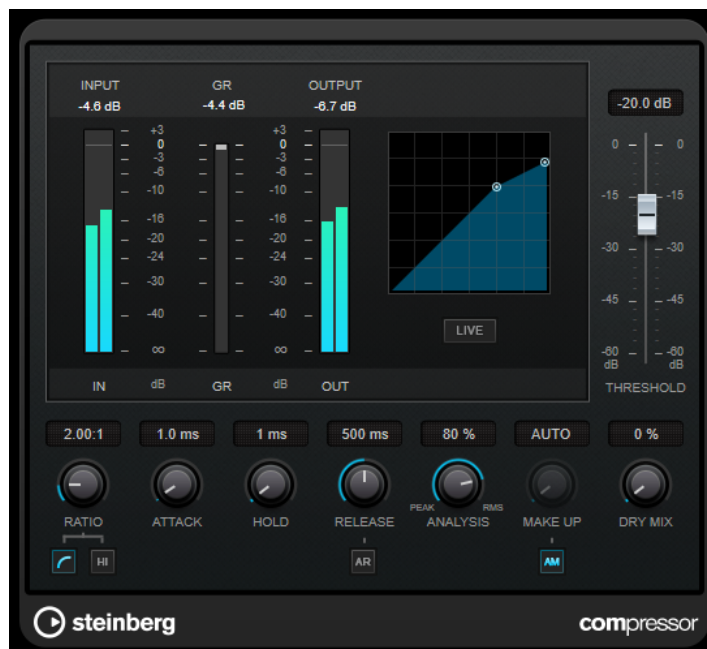 INPUT GR OUTPUT
-4.6 dB -4.4 dB -6.7 dB
-20.0 dB
+3 +3
0 0
-3 -3
-6 -6
-10 -10
-16 -16
-20 -20
-24 -24
-30 -30
-40 -40
∞ ∞
IN dB GR dB OUT
LIVE
0 0
-15 -15
-30 -30
-45 -45
-60 -60
dB dB
THRESHOLD
2.00:1 1.0 ms 1 ms 500 ms 80 % AUTO 0 %
PEAK RMS
RATIO ATTACK HOLD RELEASE ANALYSIS MAKE UP DRY MIX
HI AR AM
steinberg compressor